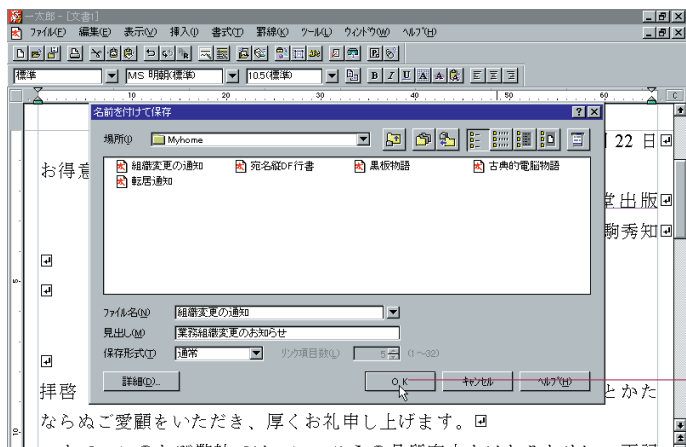 一太郎 - [文書1]
ファイル(F) 編集(E) 表示(V) 挿入(I) 書式(T) 罫線(K) ツール(L) ウィンドウ(W) ヘルプ(H)
標準 MS 明朝(標準) 10.5(標準) B I U A A
10 20 30 40 50 60
名前を付けて保存
場所(I) Myhome
組織変更の通知 宛名縦DF行書 黒板物語 古典的電脳物語
転居通知
ファイル名(N) 組織変更の通知
見出し(M) 業務組織変更のお知らせ
保存形式(T) 通常 リンク項目数(L) 5 (1～32)
詳細(D)... OK キャンセル ヘルプ(H)
22 日
お得意
堂出版
駒秀知
拝啓 とかた
ならぬご愛顧をいただき、厚くお礼申し上げます。